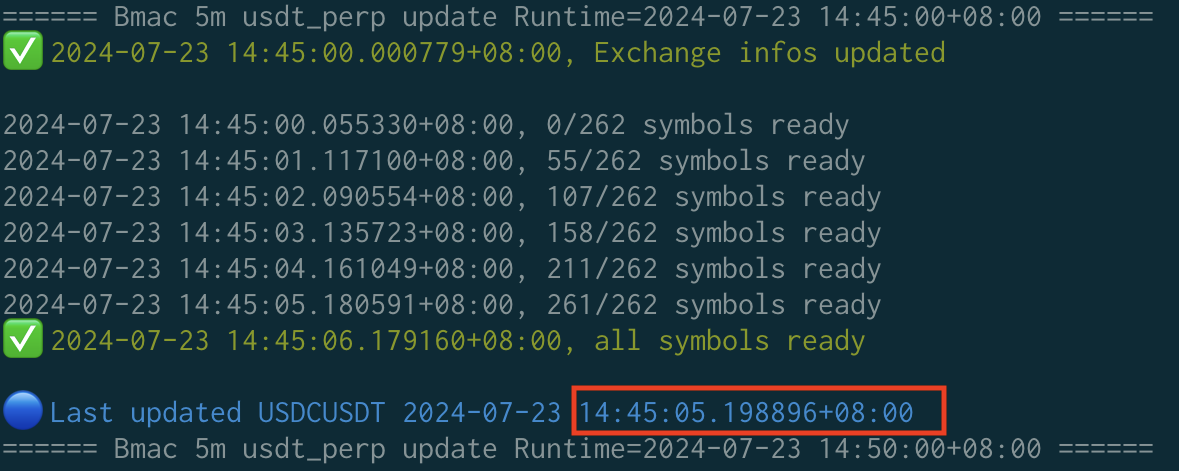 ====== Bmac 5m usdt_perp update Runtime=2024-07-23 14:45:00+08:00 ======
✅ 2024-07-23 14:45:00.000779+08:00, Exchange infos updated
2024-07-23 14:45:00.055330+08:00, 0/262 symbols ready
2024-07-23 14:45:01.117100+08:00, 55/262 symbols ready
2024-07-23 14:45:02.090554+08:00, 107/262 symbols ready
2024-07-23 14:45:03.135723+08:00, 158/262 symbols ready
2024-07-23 14:45:04.161049+08:00, 211/262 symbols ready
2024-07-23 14:45:05.180591+08:00, 261/262 symbols ready
✅ 2024-07-23 14:45:06.179160+08:00, all symbols ready
🔵 Last updated USDCUSDT 2024-07-23 14:45:05.198896+08:00
====== Bmac 5m usdt_perp update Runtime=2024-07-23 14:50:00+08:00 ======